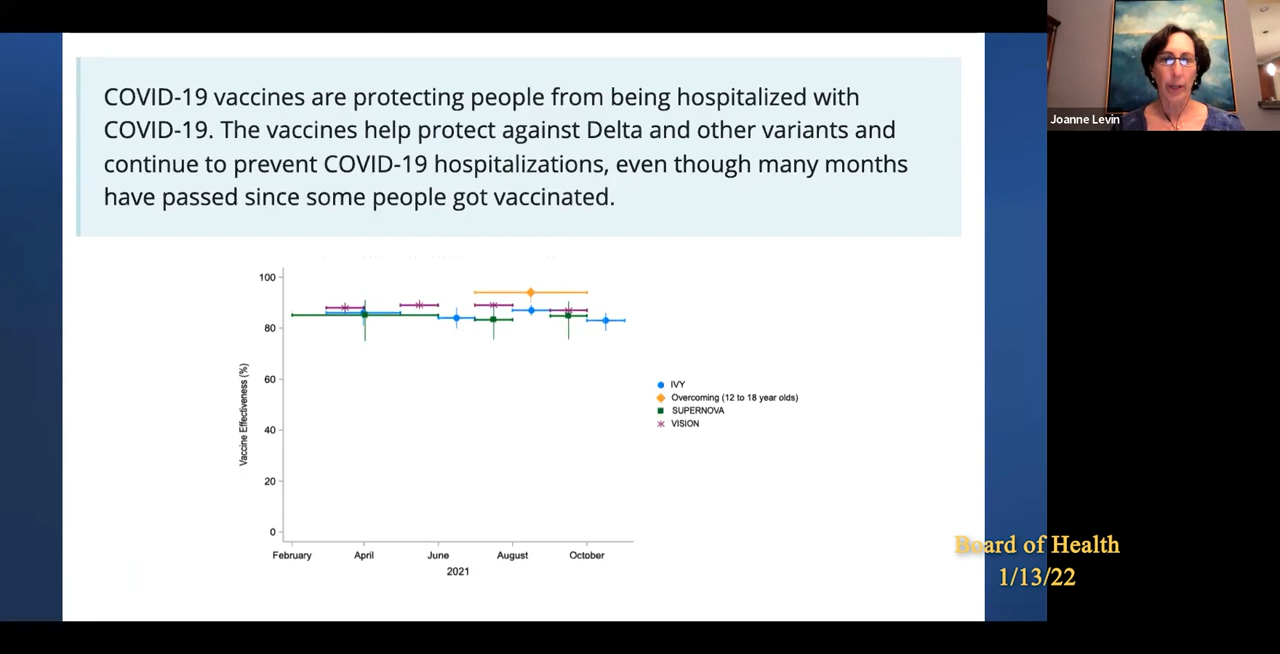 COVID-19 vaccines are protecting people from being hospitalized with
COVID-19. The vaccines help protect against Delta and other variants and
continue to prevent COVID-19 hospitalizations, even though many months
have passed since some people got vaccinated.
Joanne Levin
Vaccine Effectiveness (%)
100
80
60
40
20
0
February April June August October
2021
IVY
Overcoming (12 to 18 year olds)
SUPERNOVA
VISION
Board of Health
1/13/22